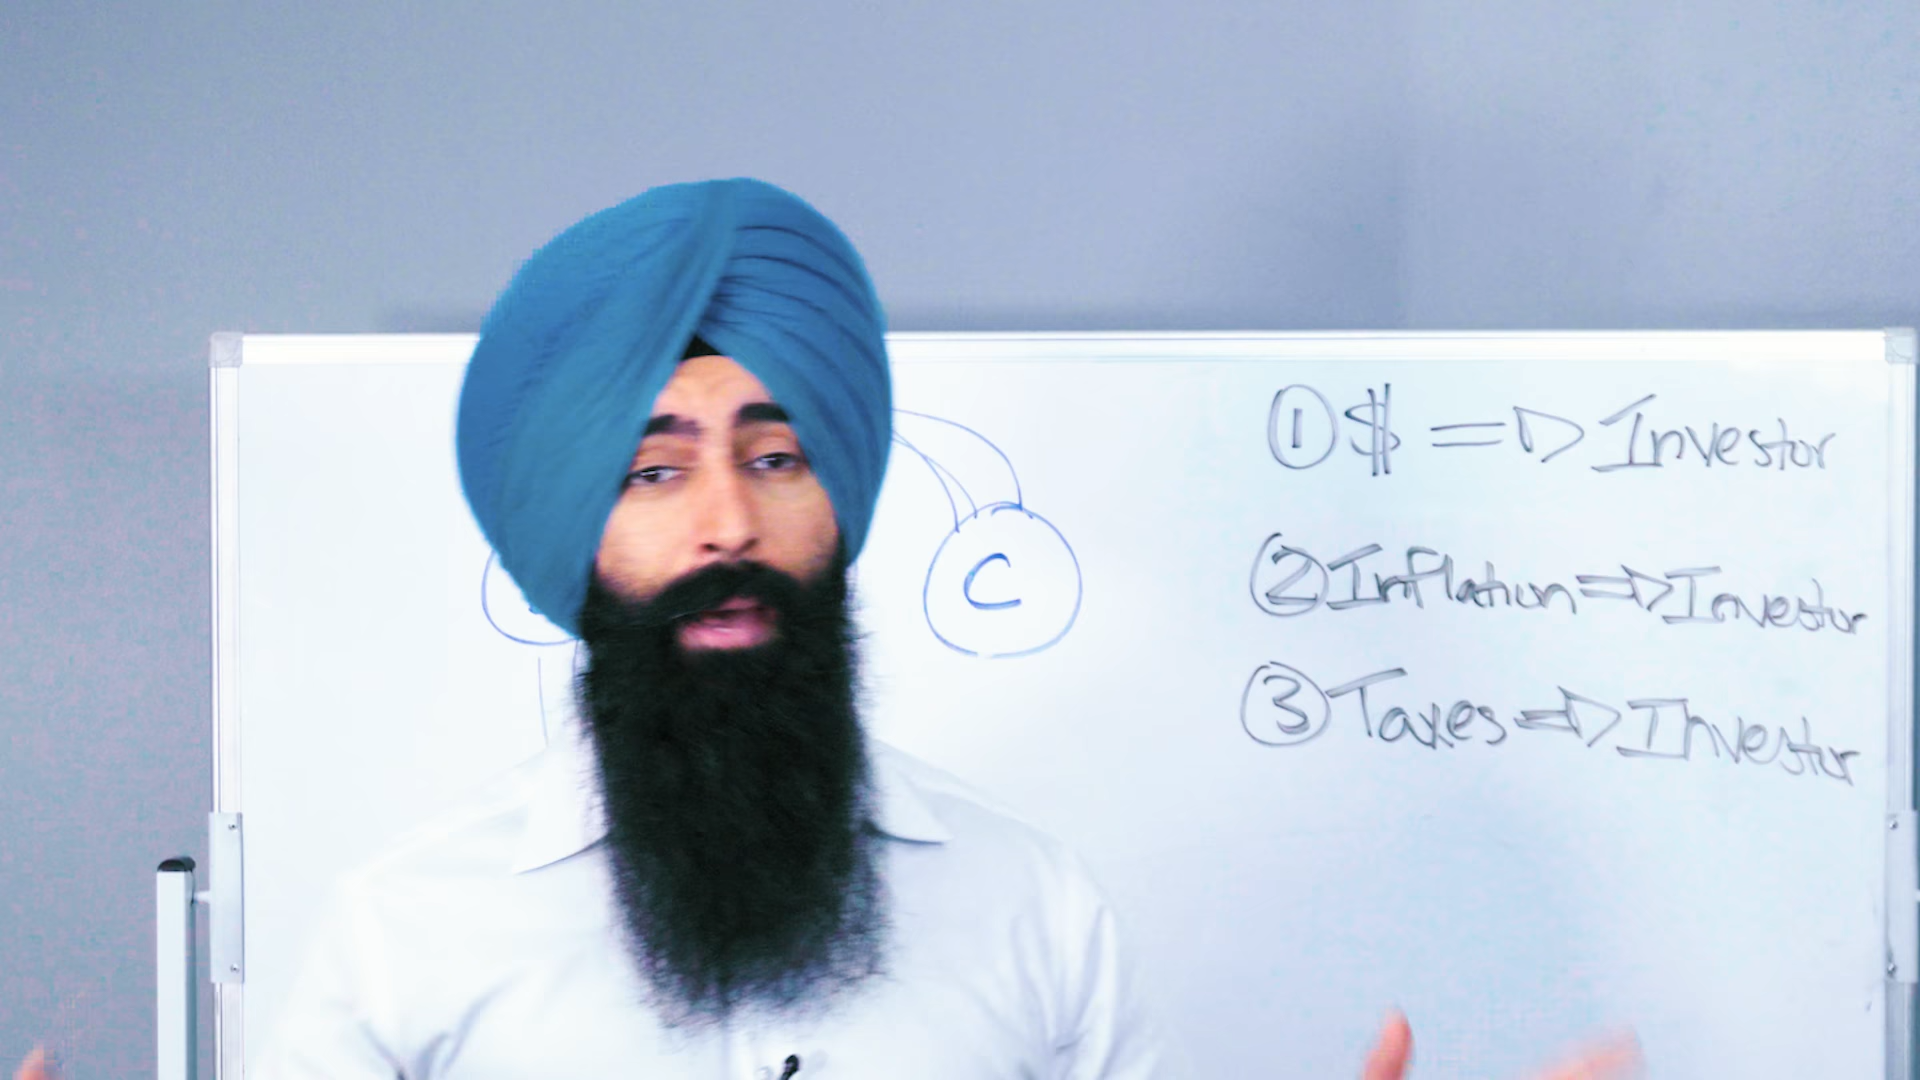 C
① $ => Investor
② Inflation => Investor
③ Taxes => Investor